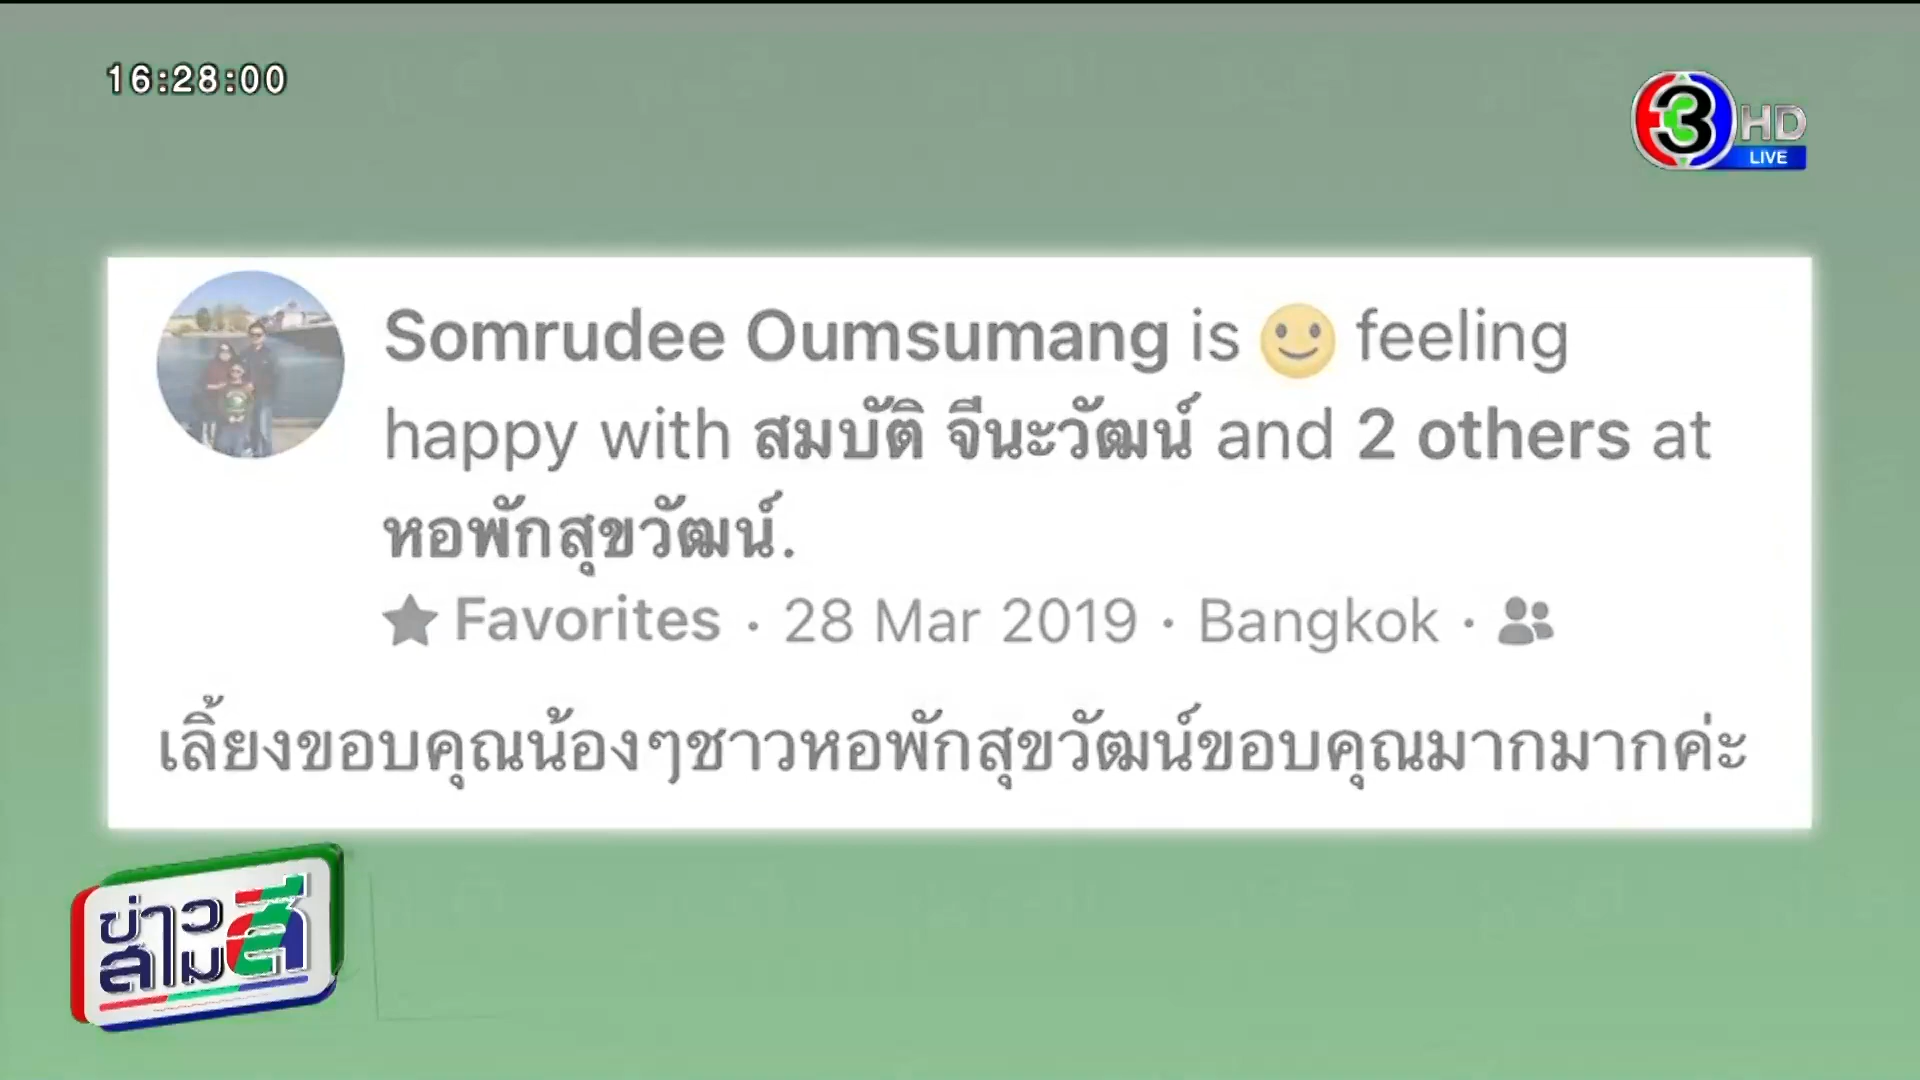 16:28:00
3 HD
LIVE
Somrudee Oumsumang is 🙂 feeling
happy with สมบัติ จีนะวัฒน์ and 2 others at
หอพักสุขวัฒน์.
Favorites · 28 Mar 2019 · Bangkok ·
เลี้ยงขอบคุณน้องๆชาวหอพักสุขวัฒน์ขอบคุณมากมากค่ะ
ข่าว
สามสี